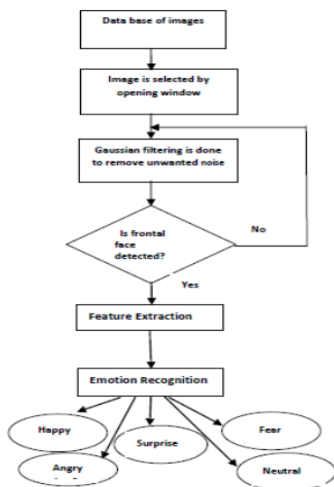 Data base of images
Image is selected by
opening window
Gaussian filtering is done
to remove unwanted noise
Is frontal
face
detected?
No
Yes
Feature Extraction
Emotion Recognition
Happy
Surprise
Fear
Angry
Neutral